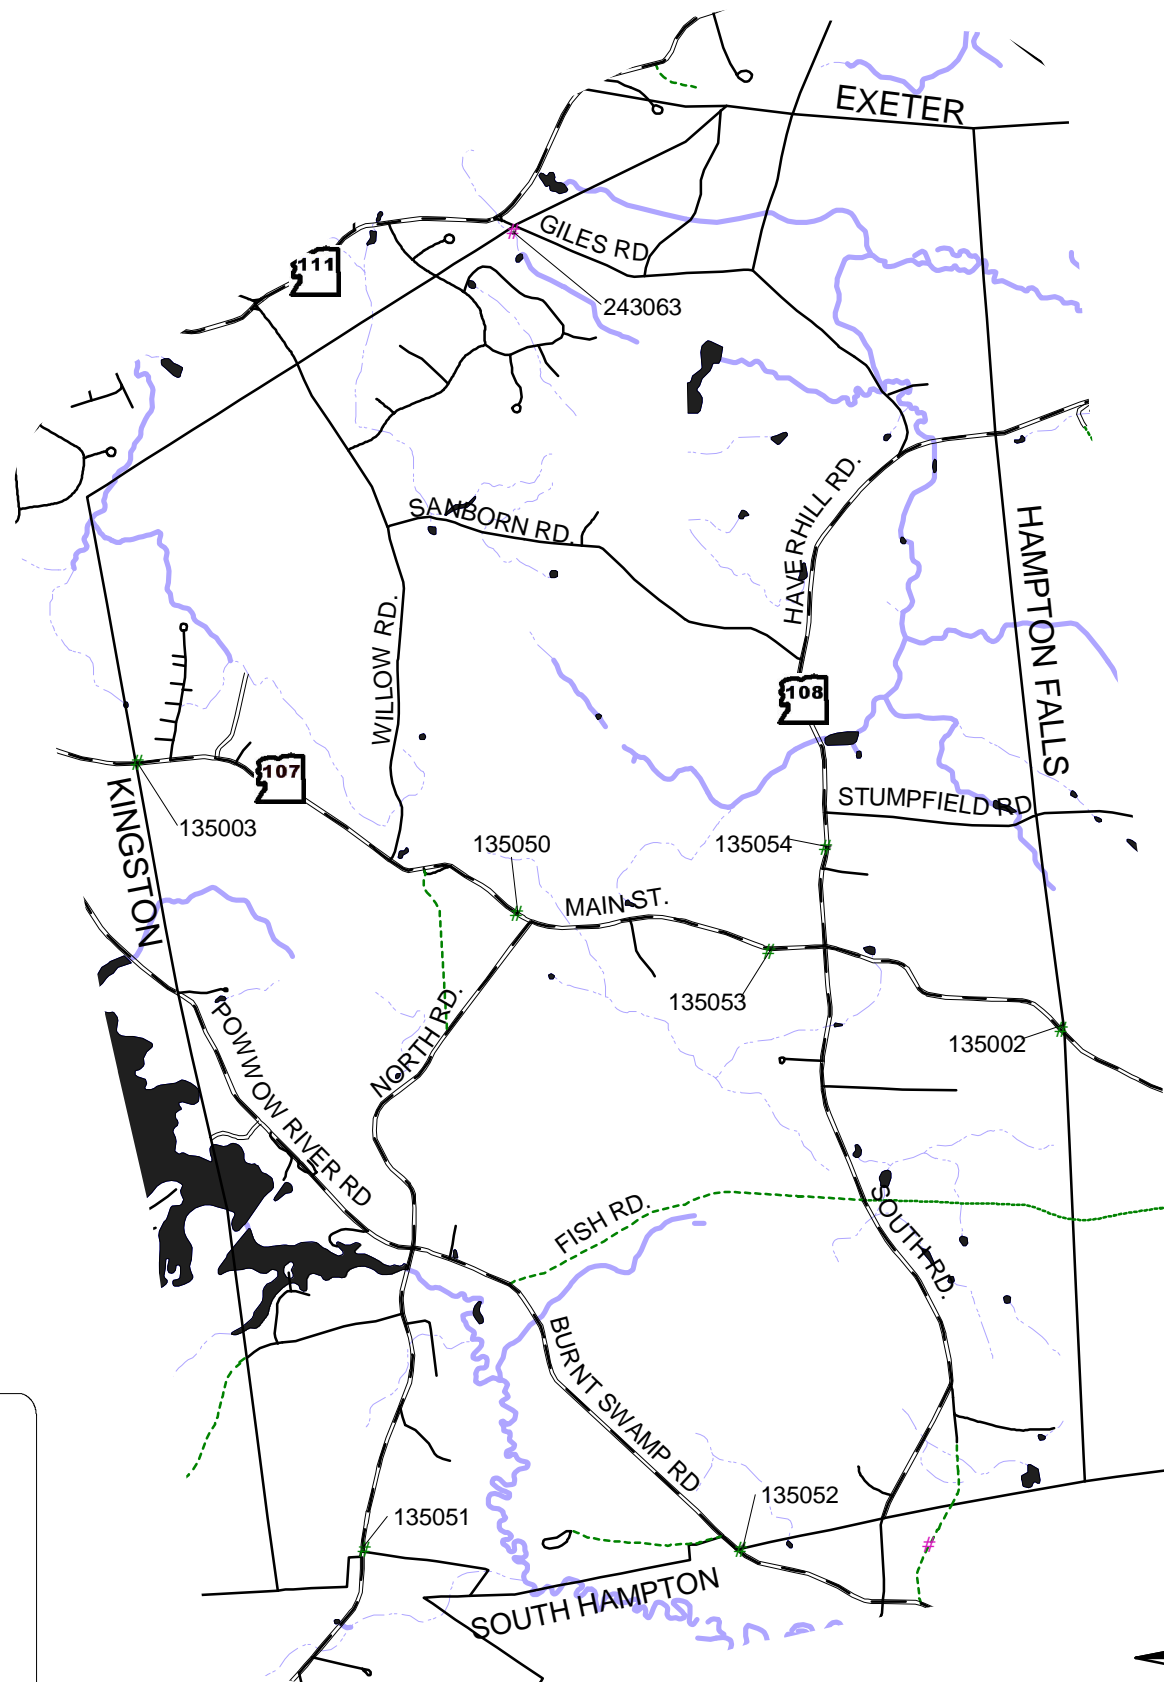 EXETER
GILES RD
111
243063
HAVERHILL RD.
SANBORN RD.
HAMPTON FALLS
WILLOW RD.
108
107
KINGSTON
STUMPFIELD RD
135003
135050
135054
MAIN ST.
135053
135002
NORTH RD.
POWWOW RIVER RD
FISH RD.
SOUTH RD.
BURNT SWAMP RD
135052
135051
SOUTH HAMPTON